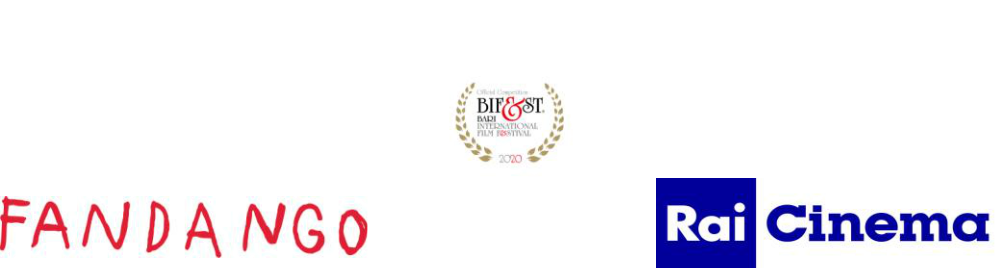 Official Competition
BIF&ST
BARI
INTERNATIONAL
FILM FESTIVAL
2020
FANDANGO
Rai Cinema